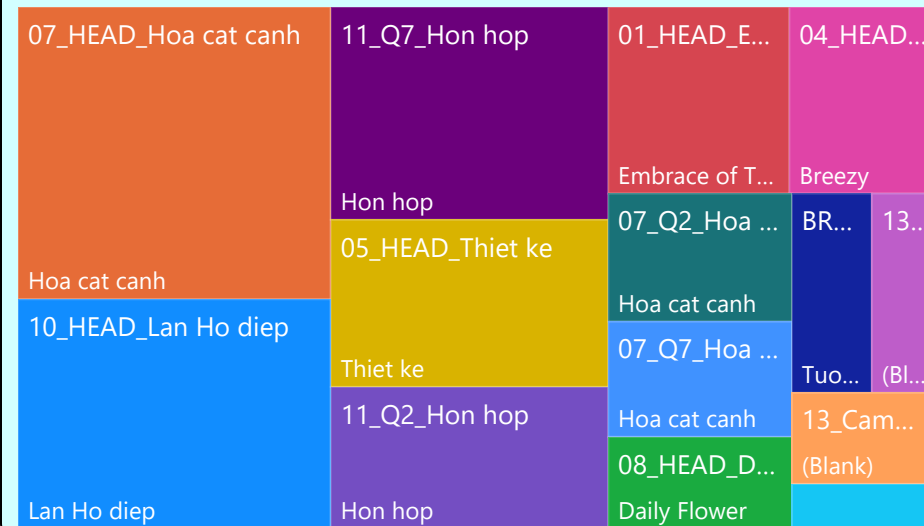 07_HEAD_Hoa cat canh
Hoa cat canh
10_HEAD_Lan Ho diep
Lan Ho diep
11_Q7_Hon hop
Hon hop
05_HEAD_Thiet ke
Thiet ke
11_Q2_Hon hop
Hon hop
01_HEAD_E...
Embrace of T...
04_HEAD...
Breezy
07_Q2_Hoa ...
Hoa cat canh
07_Q7_Hoa ...
Hoa cat canh
08_HEAD_D...
Daily Flower
BR...
Tuo...
13...
(Bl...
13_Cam...
(Blank)